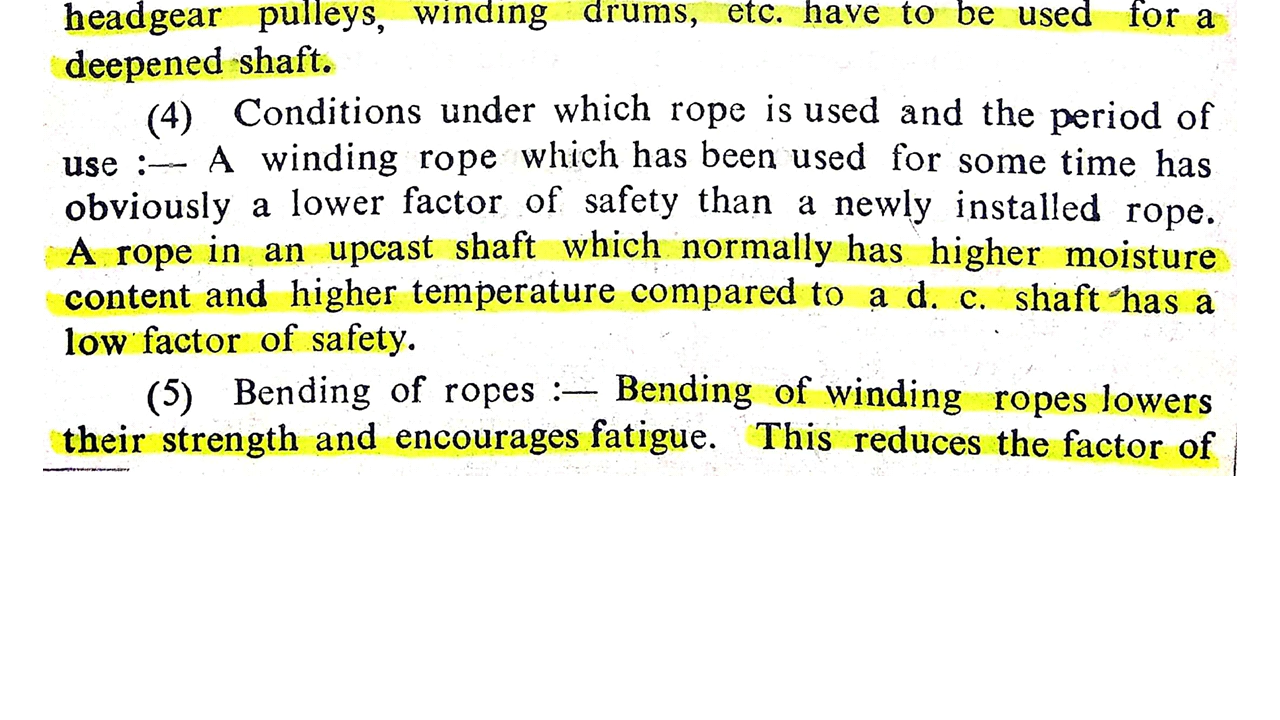 headgear pulleys, winding drums, etc. have to be used for a
deepened shaft.
(4) Conditions under which rope is used and the period of
use :— A winding rope which has been used for some time has
obviously a lower factor of safety than a newly installed rope.
A rope in an upcast shaft which normally has higher moisture
content and higher temperature compared to a d. c. shaft has a
low factor of safety.
(5) Bending of ropes :— Bending of winding ropes lowers
their strength and encourages fatigue. This reduces the factor of